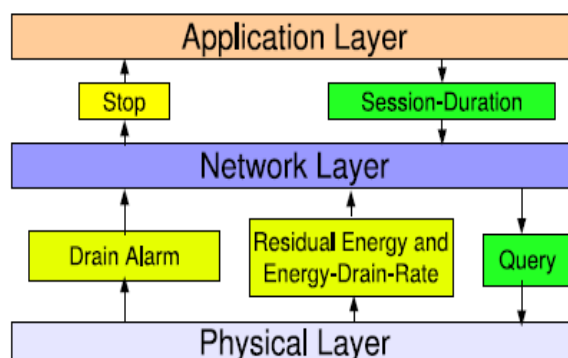 Application Layer
Stop
Session-Duration
Network Layer
Drain Alarm
Residual Energy and
Energy-Drain-Rate
Query
Physical Layer